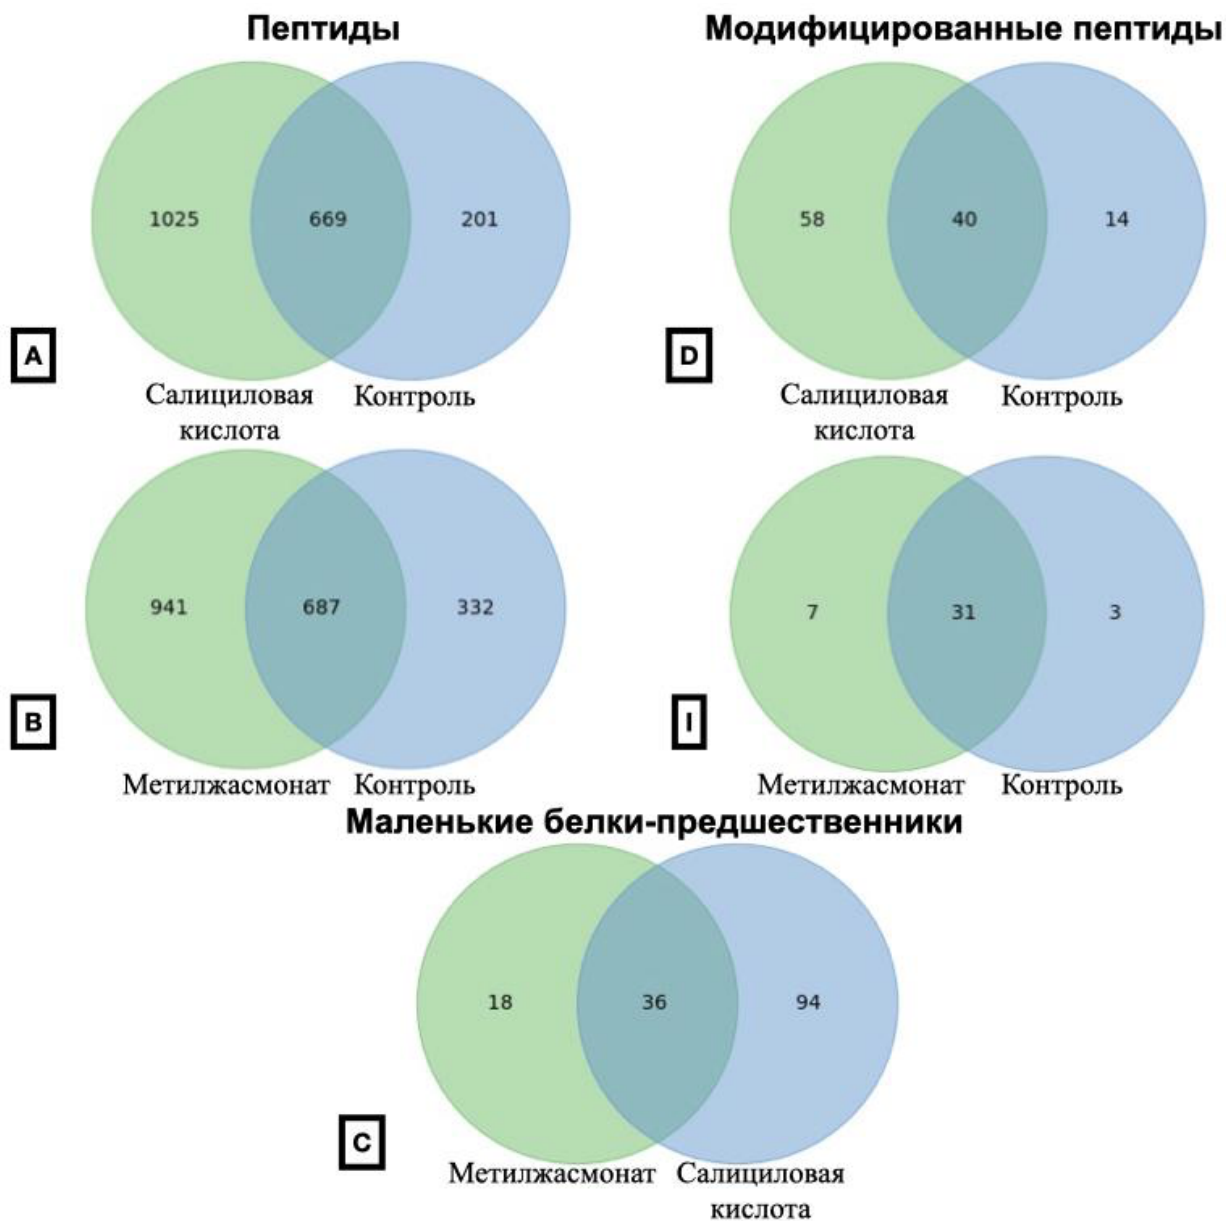 Пептиды
Модифицированные пептиды
1025 669 201
58 40 14
A
D
Салициловая Контроль
кислота
Салициловая Контроль
кислота
941 687 332
7 31 3
B
I
Метилжасмонат Контроль
Метилжасмонат Контроль
Маленькие белки-предшественники
18 36 94
C
Метилжасмонат Салициловая
кислота